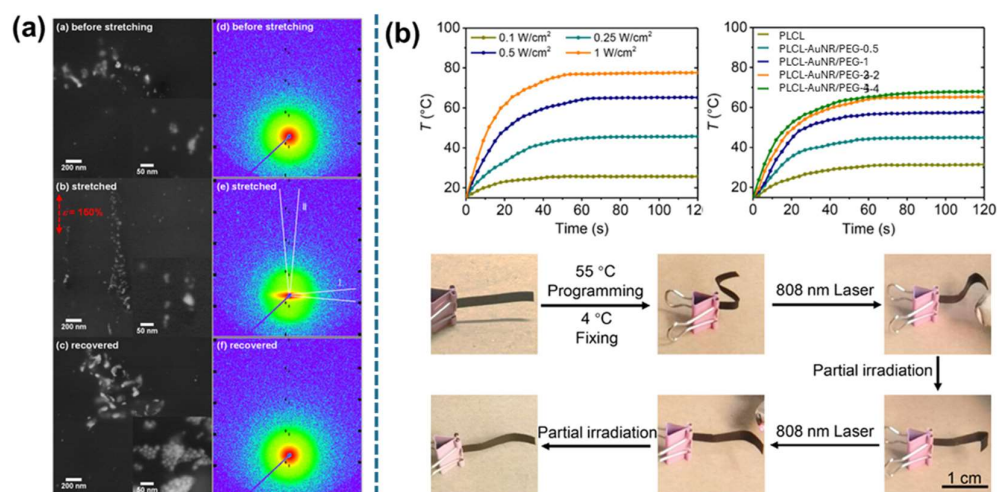 (a)
(a) before stretching
200 nm
50 nm
(d) before stretching
(b) stretched
ε = 150%
200 nm
50 nm
(e) stretched
II
I
(c) recovered
200 nm
50 nm
(f) recovered
(b)
0.1 W/cm² 0.25 W/cm²
0.5 W/cm² 1 W/cm²
T (°C)
80
60
40
20
0 20 40 60 80 100 120
Time (s)
PLCL
PLCL-AuNR/PEG-0.5
PLCL-AuNR/PEG-1
PLCL-AuNR/PEG-2
PLCL-AuNR/PEG-4
T (°C)
80
60
40
20
0 20 40 60 80 100 120
Time (s)
55 °C
Programming
4 °C
Fixing
808 nm Laser
Partial irradiation
Partial irradiation
808 nm Laser
1 cm